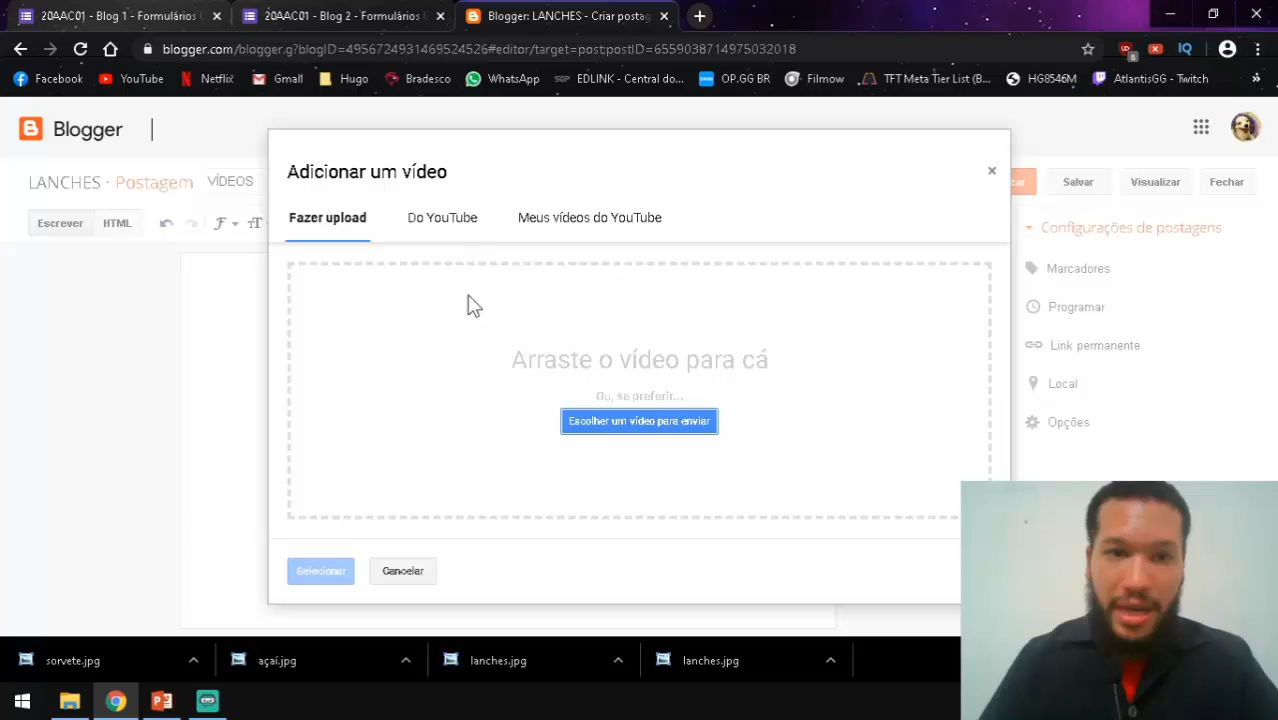 20AAC01 - Blog 1 - Formulários
20AAC01 - Blog 2 - Formulários G
Blogger: LANCHES - Criar postag
blogger.com/blogger.g?blogID=4956724931469524526#editor/target=postpostID=6559038714975032018
Facebook
YouTube
Netflix
Gmail
Hugo
Bradesco
WhatsApp
EDLINK - Central do...
OP.GG BR
Filmow
TFT Meta Tier List (B...
HG8546M
AtlantisGG - Twitch
Blogger
LANCHES · Postagem
VÍDEOS
Salvar
Visualizar
Fechar
Escrever
HTML
Adicionar um vídeo
Fazer upload
Do YouTube
Meus vídeos do YouTube
Arraste o vídeo para cá
Ou, se preferir...
Escolher um vídeo para enviar
Selecionar
Cancelar
Configurações de postagens
Marcadores
Programar
Link permanente
Local
Opções
sorvete.jpg
açaí.jpg
lanches.jpg
lanches.jpg